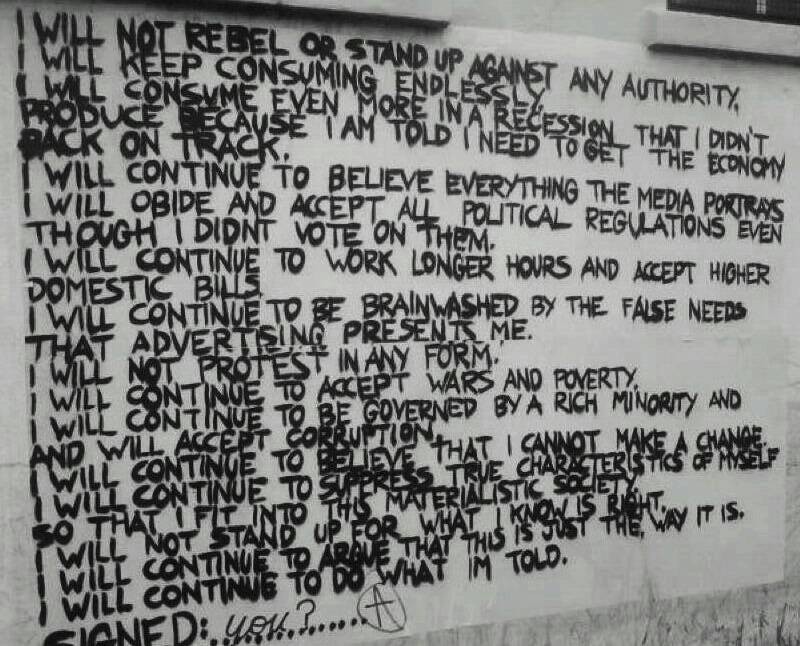 I WILL NOT REBEL OR STAND UP AGAINST ANY AUTHORITY.
I WILL KEEP CONSUMING ENDLESSLY.
I WILL CONSUME EVEN MORE IN A RECESSION THAT I DIDN'T
PRODUCE BECAUSE I AM TOLD I NEED TO GET THE ECONOMY
BACK ON TRACK.
I WILL CONTINUE TO BELIEVE EVERYTHING THE MEDIA PORTRAYS
I WILL OBIDE AND ACCEPT ALL POLITICAL REGULATIONS EVEN
THOUGH I DIDNT VOTE ON THEM.
I WILL CONTINUE TO WORK LONGER HOURS AND ACCEPT HIGHER
DOMESTIC BILLS.
I WILL CONTINUE TO BE BRAINWASHED BY THE FALSE NEEDS
THAT ADVERTISING PRESENTS ME.
I WILL NOT PROTEST IN ANY FORM.
I WILL CONTINUE TO ACCEPT WARS AND POVERTY.
I WILL CONTINUE TO BE GOVERNED BY A RICH MINORITY AND
AND WILL ACCEPT CORRUPTION.
I WILL CONTINUE TO BELIEVE THAT I CANNOT MAKE A CHANGE.
I WILL CONTINUE TO SUPPRESS TRUE CHARACTERISTICS OF MYSELF
SO THAT I FIT INTO THIS MATERIALISTIC SOCIETY.
I WILL NOT STAND UP FOR WHAT I KNOW IS RIGHT.
I WILL CONTINUE TO ARGUE THAT THIS IS JUST THE WAY IT IS.
I WILL CONTINUE TO DO WHAT IM TOLD.
SIGNED: you?............ A